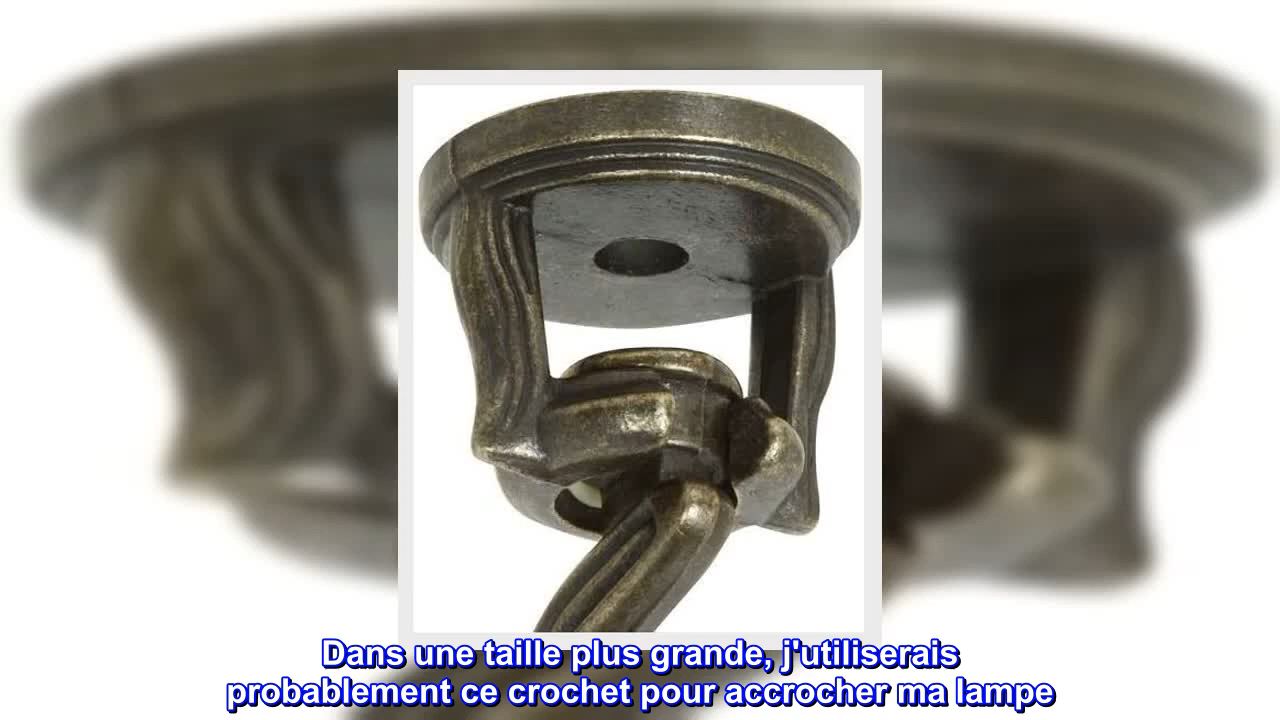 Dans une taille plus grande, j'utiliserais
probablement ce crochet pour accrocher ma lampe